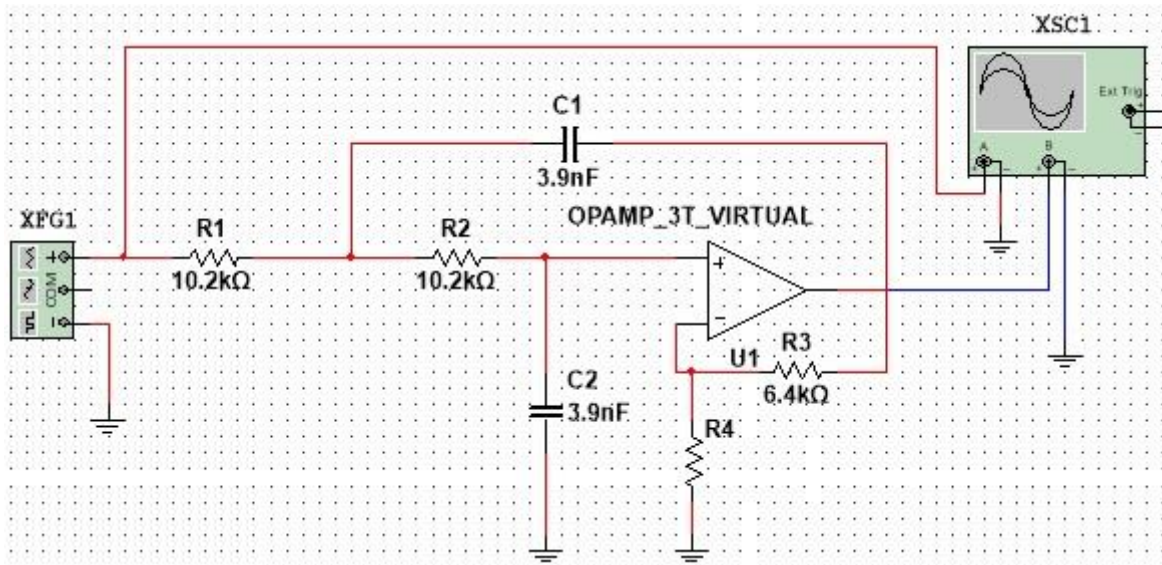 XSC1
Ext Trig
+
-
A
B
+ - + -
C1
3.9nF
OPAMP_3T_VIRTUAL
XFG1
R1
10.2kΩ
R2
10.2kΩ
+
COM
-
+
-
U1
R3
6.4kΩ
C2
3.9nF
R4